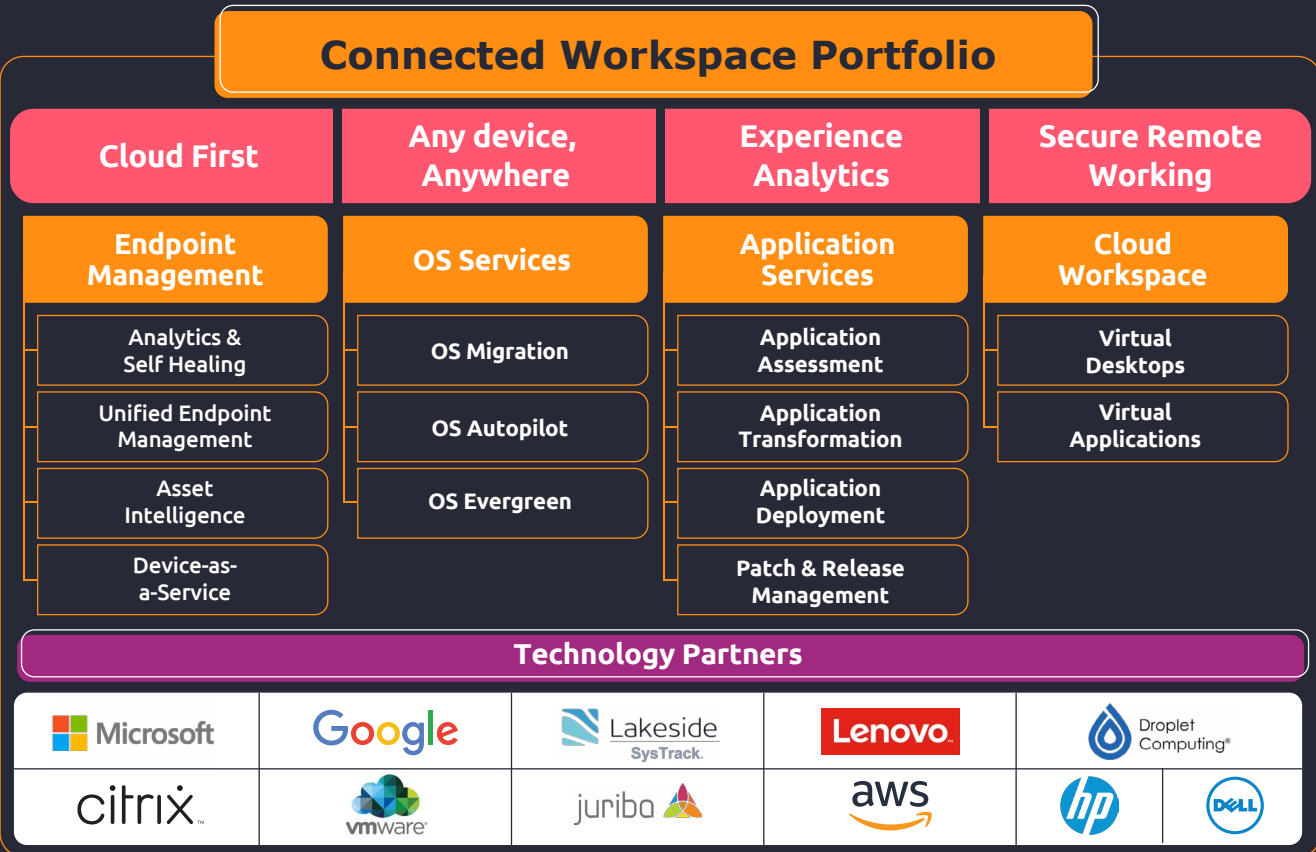 Connected Workspace Portfolio
Cloud First
Any device,
Anywhere
Experience
Analytics
Secure Remote
Working
Endpoint
Management
OS Services
Application
Services
Cloud
Workspace
Analytics &
Self Healing
Unified Endpoint
Management
Asset
Intelligence
Device-as-
a-Service
OS Migration
OS Autopilot
OS Evergreen
Application
Assessment
Application
Transformation
Application
Deployment
Patch & Release
Management
Virtual
Desktops
Virtual
Applications
Technology Partners
Microsoft
Google
Lakeside
SysTrack.
Lenovo.
Droplet
Computing®
citrix
vmware
juriba
aws
hp
DELL